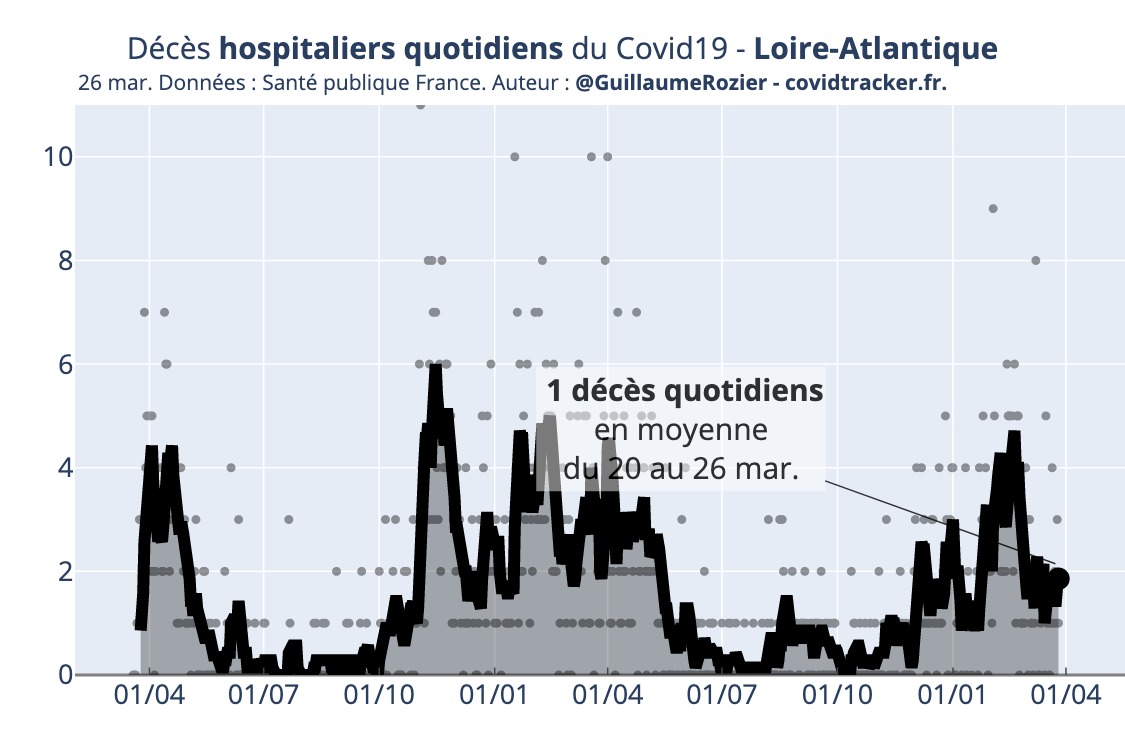 Décès hospitaliers quotidiens du Covid19 - Loire-Atlantique
26 mar. Données : Santé publique France. Auteur : @GuillaumeRozier - covidtracker.fr.
10
8
6
4
2
0
1 décès quotidiens
en moyenne
du 20 au 26 mar.
01/04 01/07 01/10 01/01 01/04 01/07 01/10 01/01 01/04